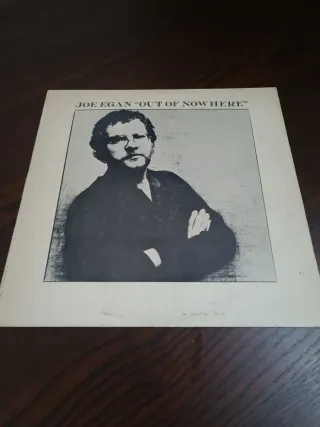 JOE EGAN "OUT OF NOWHERE"